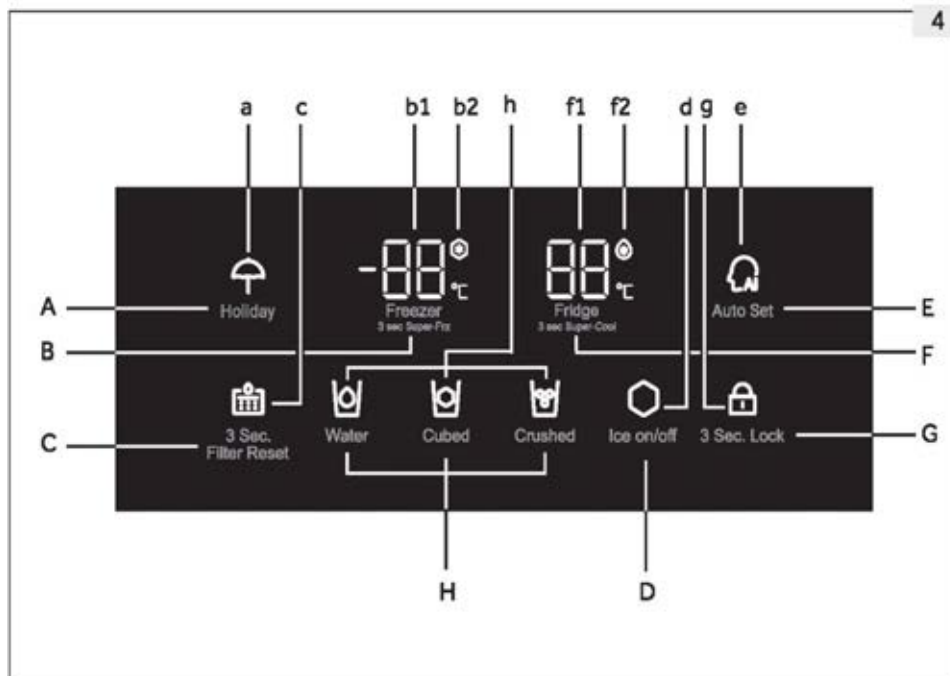 4
a c b1 b2 h f1 f2 d g e
-88 °C 88 °C Ai
A Holiday Freezer Fridge Auto Set E
B 3 sec Super-Frz 3 sec Super-Cool F
C 3 Sec. Water Cubed Crushed Ice on/off 3 Sec. Lock G
Filter Reset
H D